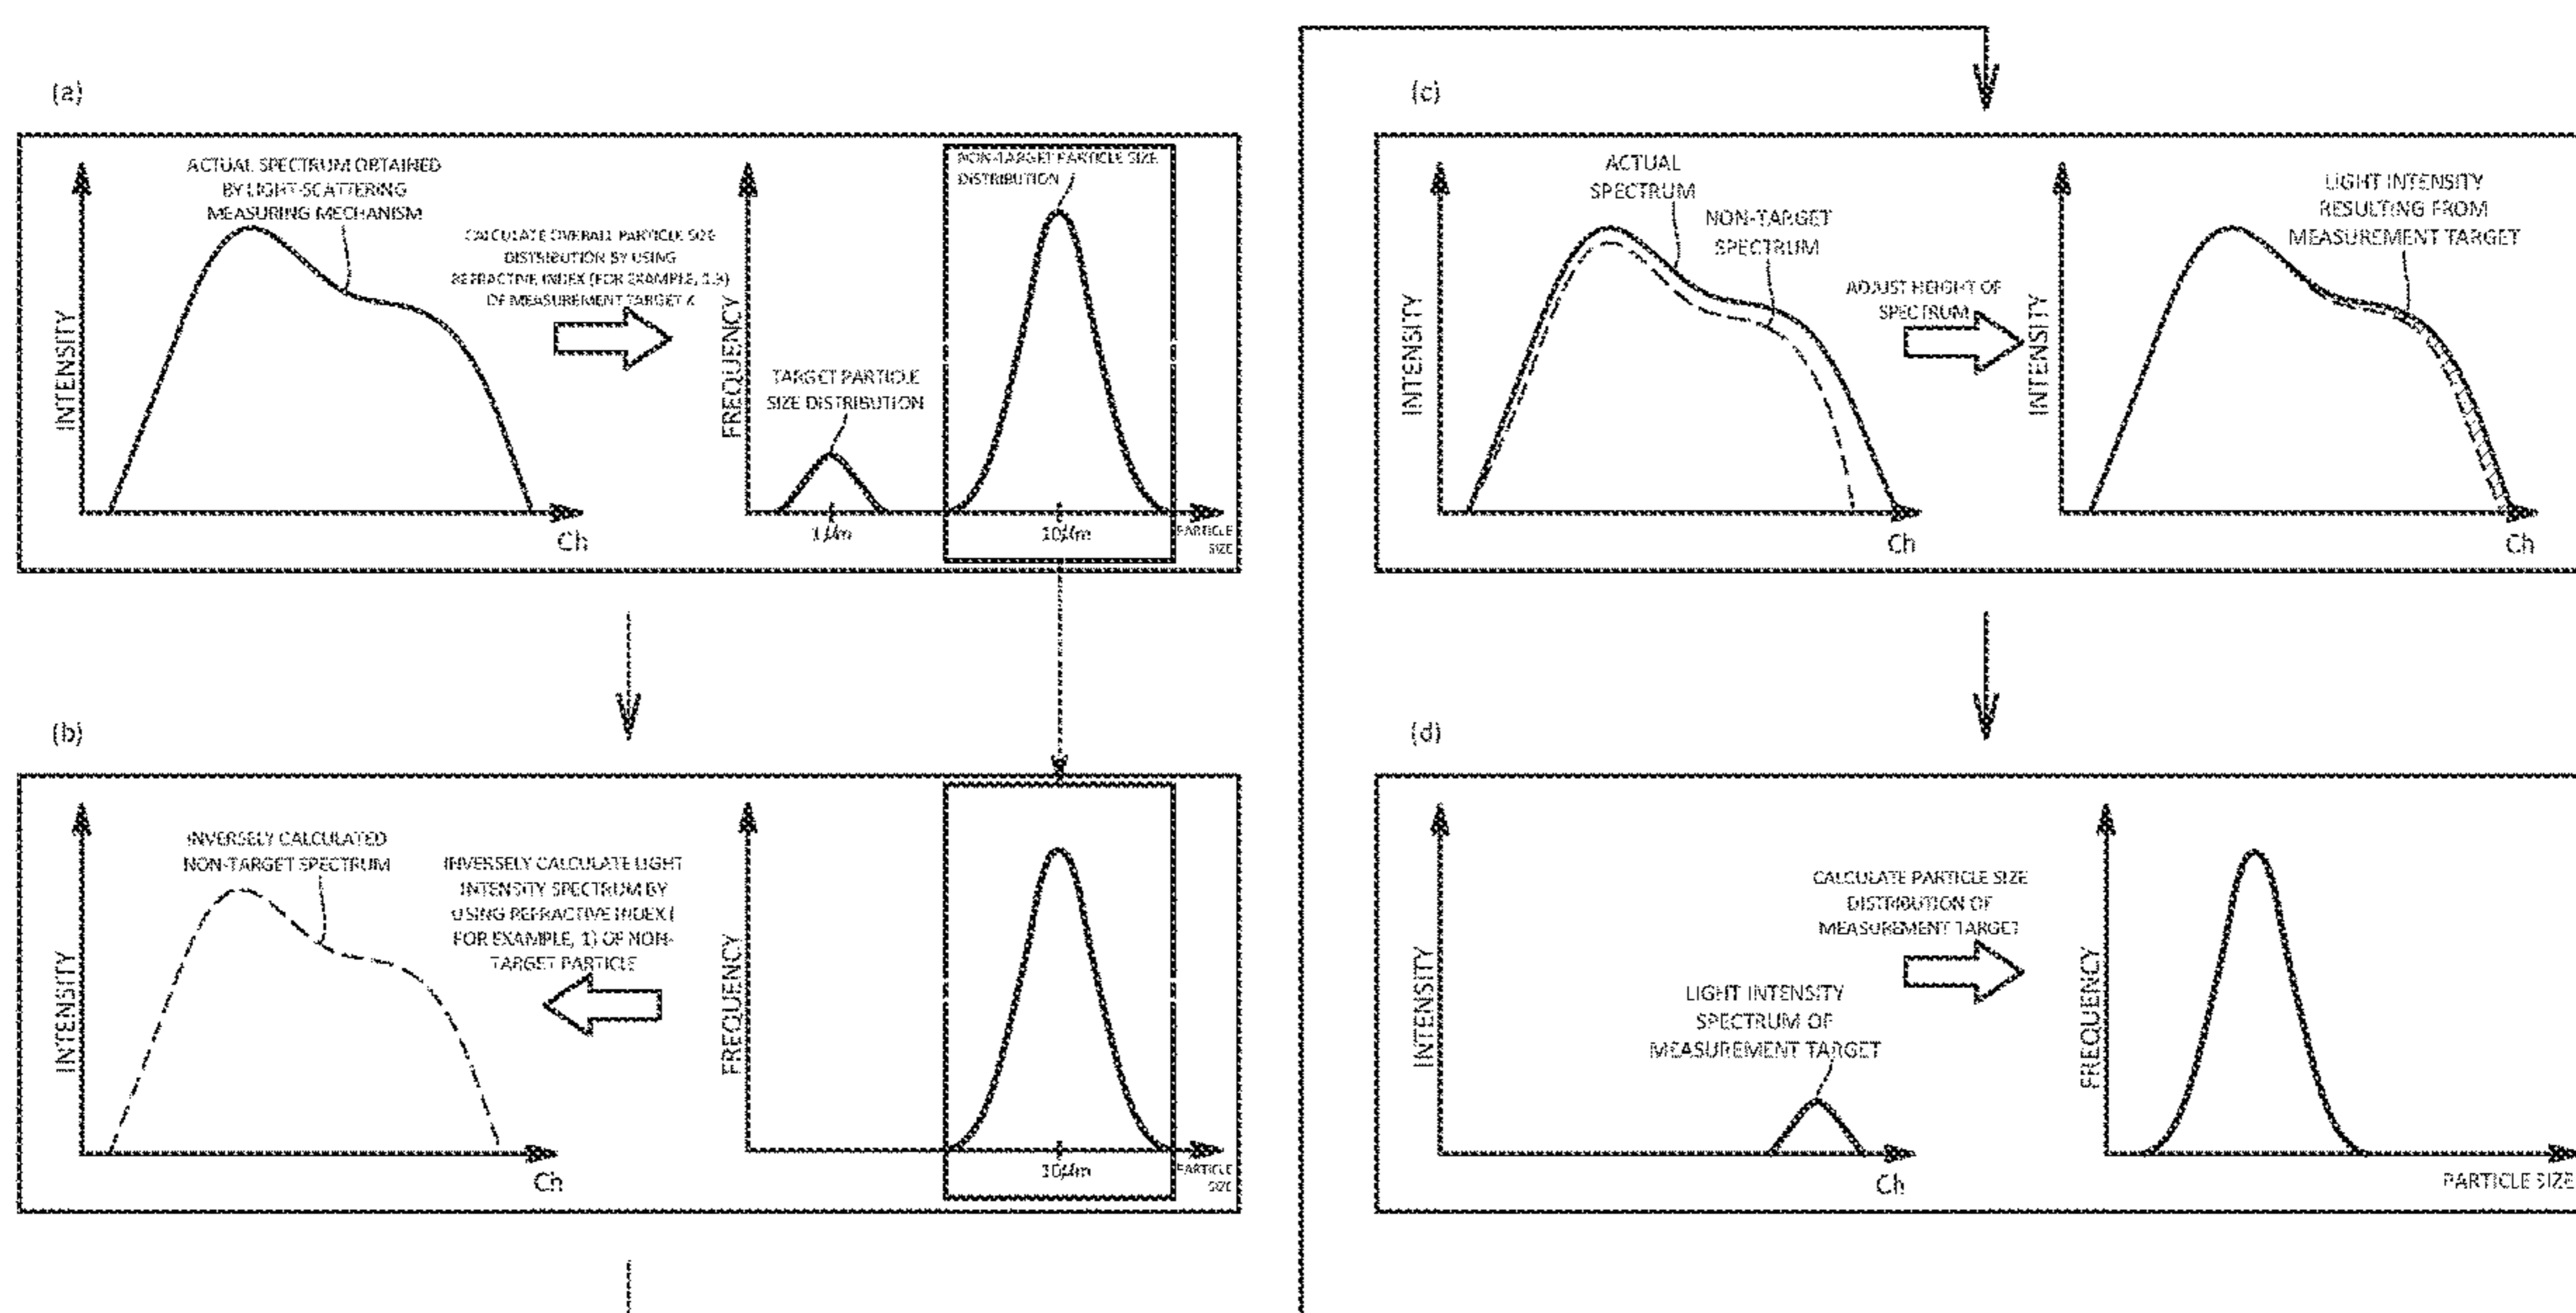 (a)
ACTUAL SPECTRUM OBTAINED
BY LIGHT-SCATTERING
MEASURING MECHANISM
INTENSITY
Ch
CALCULATE OVERALL PARTICLE SIZE
DISTRIBUTION BY USING
REFRACTIVE INDEX (FOR EXAMPLE, 1.3)
OF MEASUREMENT TARGET X
FREQUENCY
TARGET PARTICLE
SIZE DISTRIBUTION
NON-TARGET PARTICLE SIZE
DISTRIBUTION
1μm
10μm
PARTICLE
SIZE
(b)
INVERSELY CALCULATED
NON-TARGET SPECTRUM
INTENSITY
Ch
INVERSELY CALCULATE LIGHT
INTENSITY SPECTRUM BY
USING REFRACTIVE INDEX (
FOR EXAMPLE, 1) OF NON-
TARGET PARTICLE
FREQUENCY
10μm
PARTICLE
SIZE
(c)
ACTUAL
SPECTRUM
NON-TARGET
SPECTRUM
INTENSITY
Ch
ADJUST HEIGHT OF
SPECTRUM
INTENSITY
LIGHT INTENSITY
RESULTING FROM
MEASUREMENT TARGET
Ch
(d)
INTENSITY
LIGHT INTENSITY
SPECTRUM OF
MEASUREMENT TARGET
Ch
CALCULATE PARTICLE SIZE
DISTRIBUTION OF
MEASUREMENT TARGET
FREQUENCY
PARTICLE SIZE